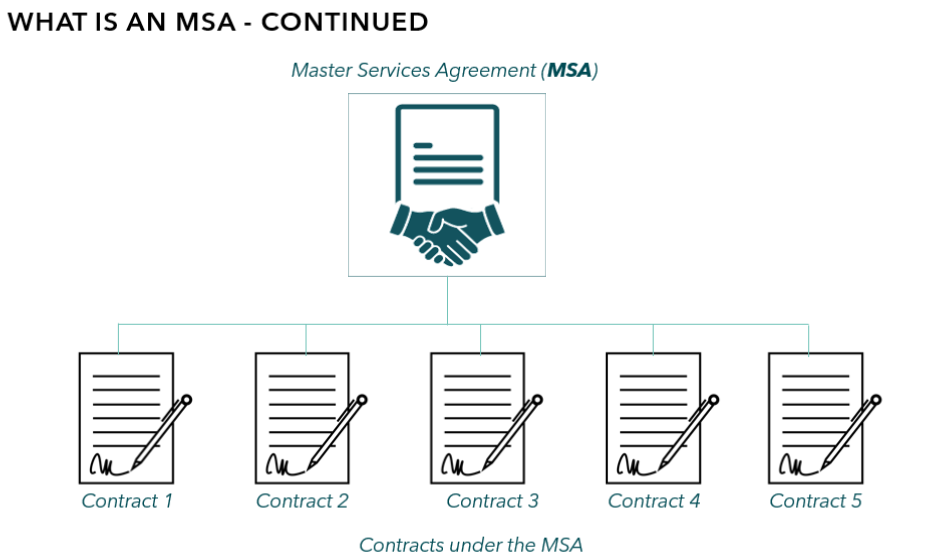 WHAT IS AN MSA - CONTINUED
Master Services Agreement (MSA)
Contract 1
Contract 2
Contract 3
Contract 4
Contract 5
Contracts under the MSA